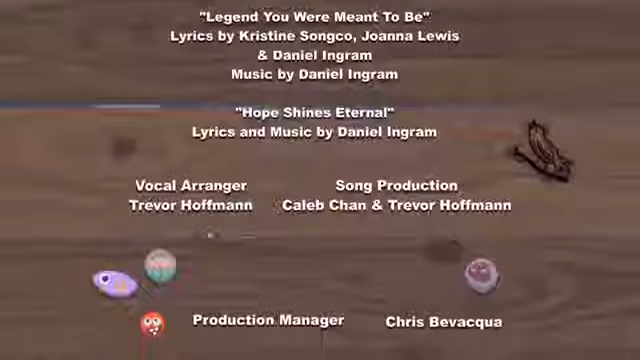 "Legend You Were Meant To Be"
Lyrics by Kristine Songco, Joanna Lewis
& Daniel Ingram
Music by Daniel Ingram
"Hope Shines Eternal"
Lyrics and Music by Daniel Ingram
Vocal Arranger
Trevor Hoffmann
Song Production
Caleb Chan & Trevor Hoffmann
Production Manager
Chris Bevacqua